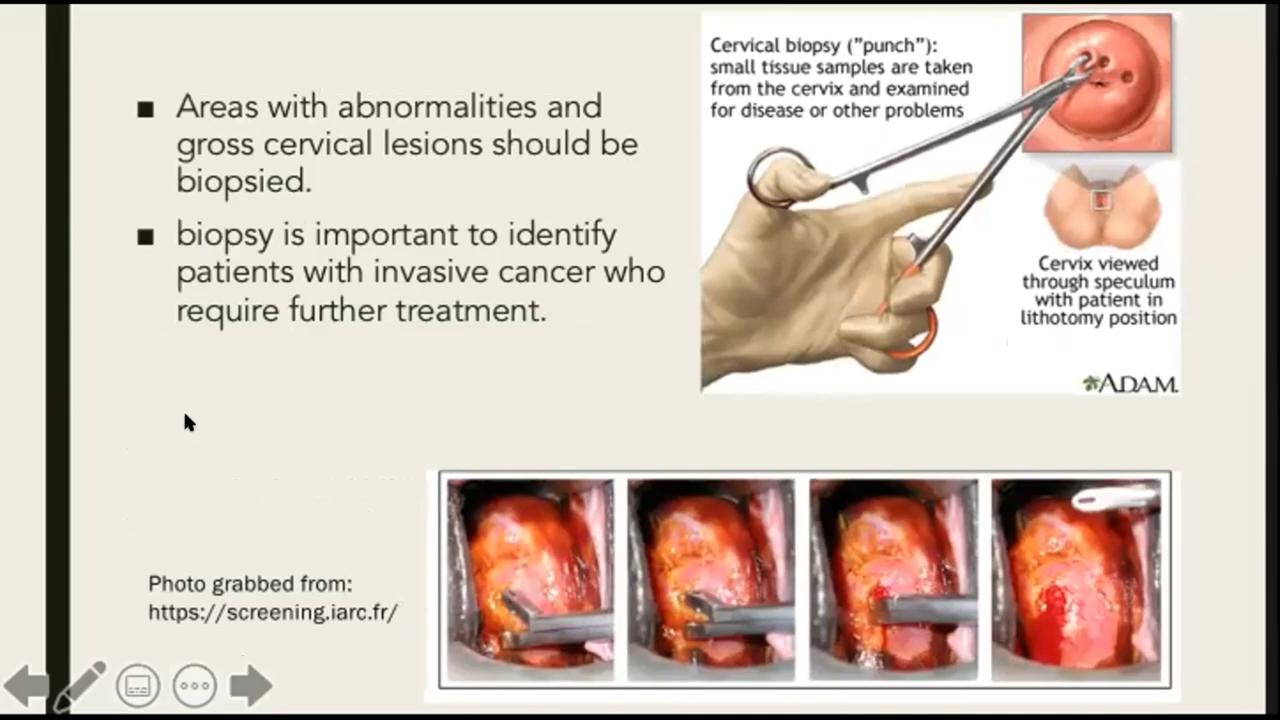 Areas with abnormalities and
gross cervical lesions should be
biopsied.
biopsy is important to identify
patients with invasive cancer who
require further treatment.
Cervical biopsy ("punch"):
small tissue samples are taken
from the cervix and examined
for disease or other problems
Cervix viewed
through speculum
with patient in
lithotomy position
ADAM.
Photo grabbed from:
https://screening.iarc.fr/